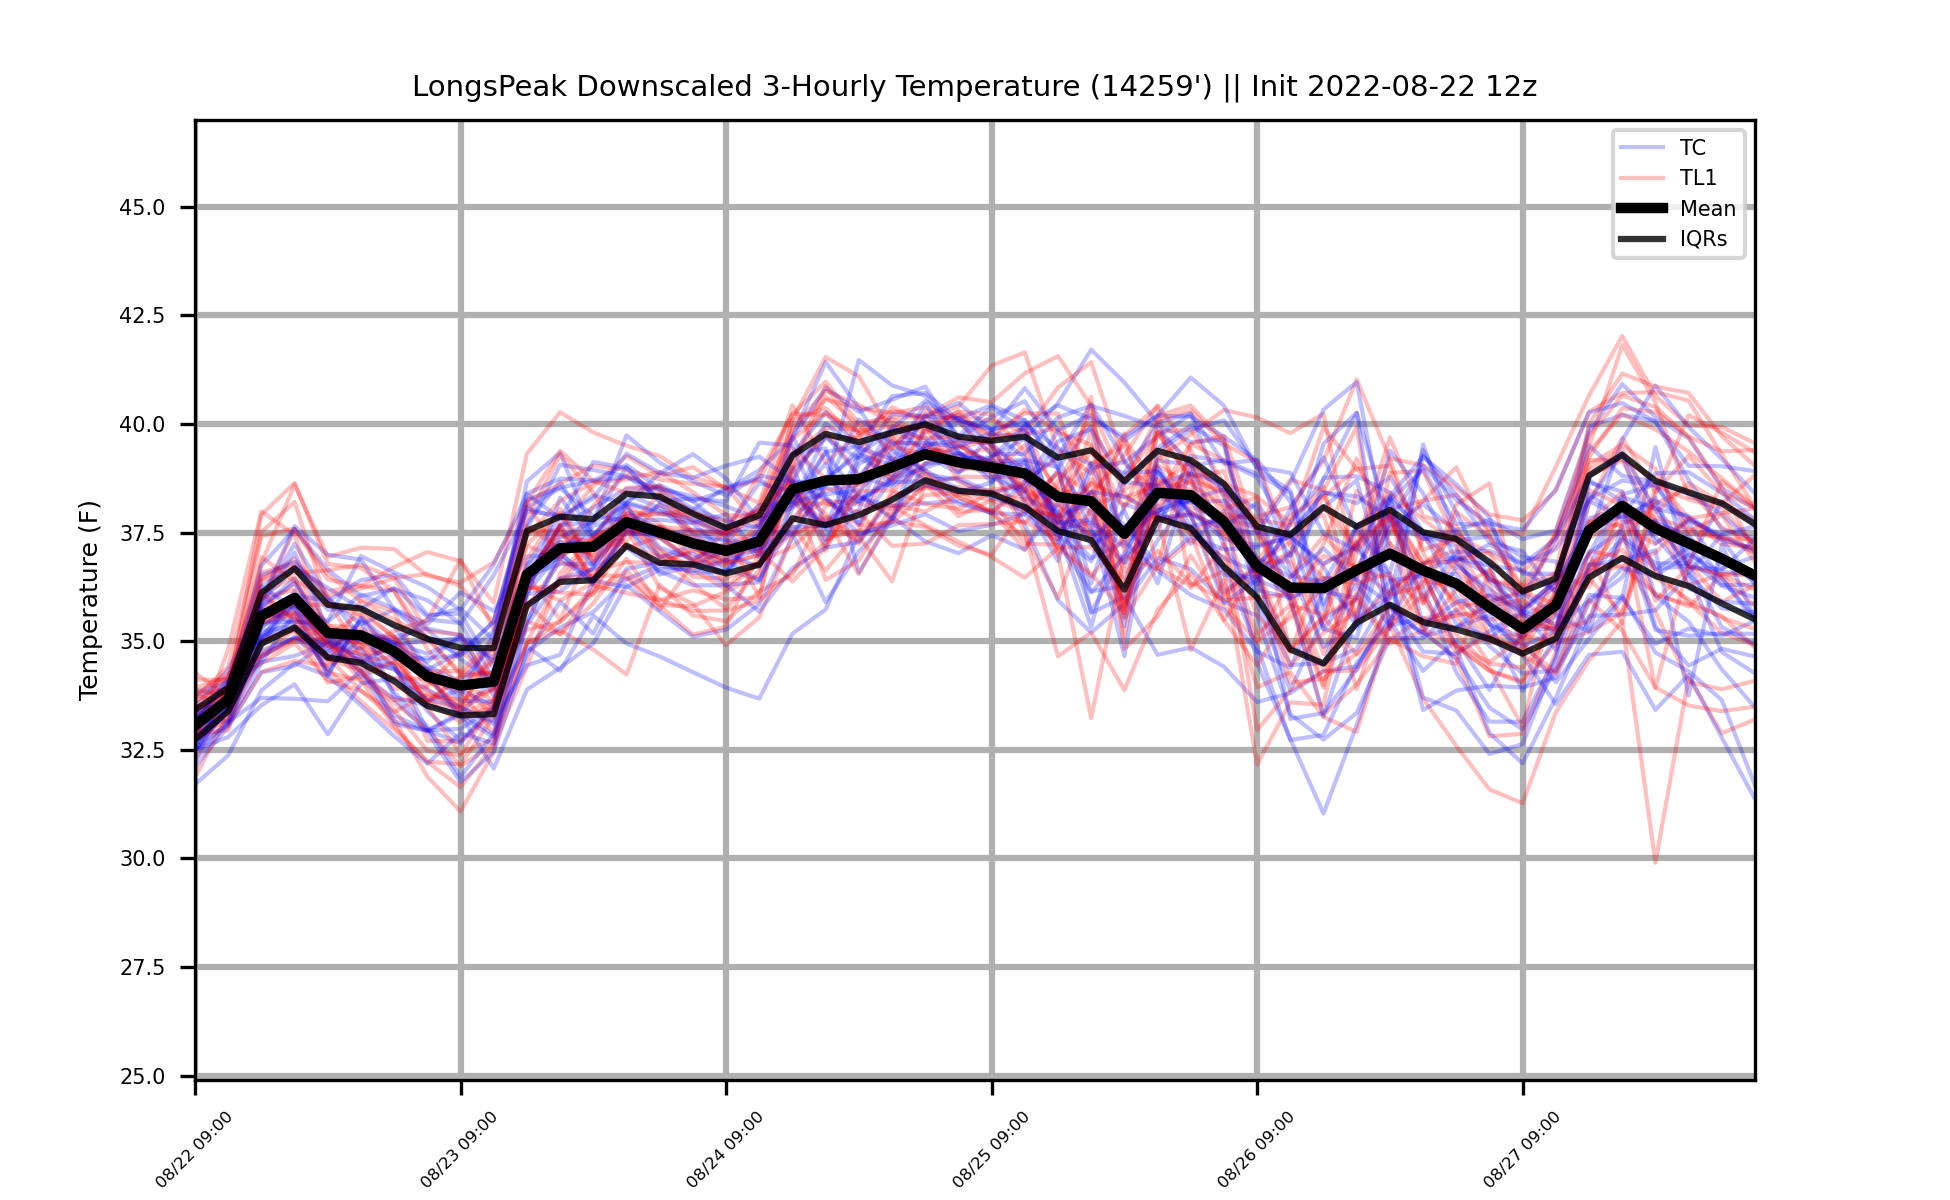 LongsPeak Downscaled 3-Hourly Temperature (14259') || Init 2022-08-22 12z
TC
TL1
Mean
IQRs
Temperature (F)
45.0
42.5
40.0
37.5
35.0
32.5
30.0
27.5
25.0
08/22 09:00
08/23 09:00
08/24 09:00
08/25 09:00
08/26 09:00
08/27 09:00